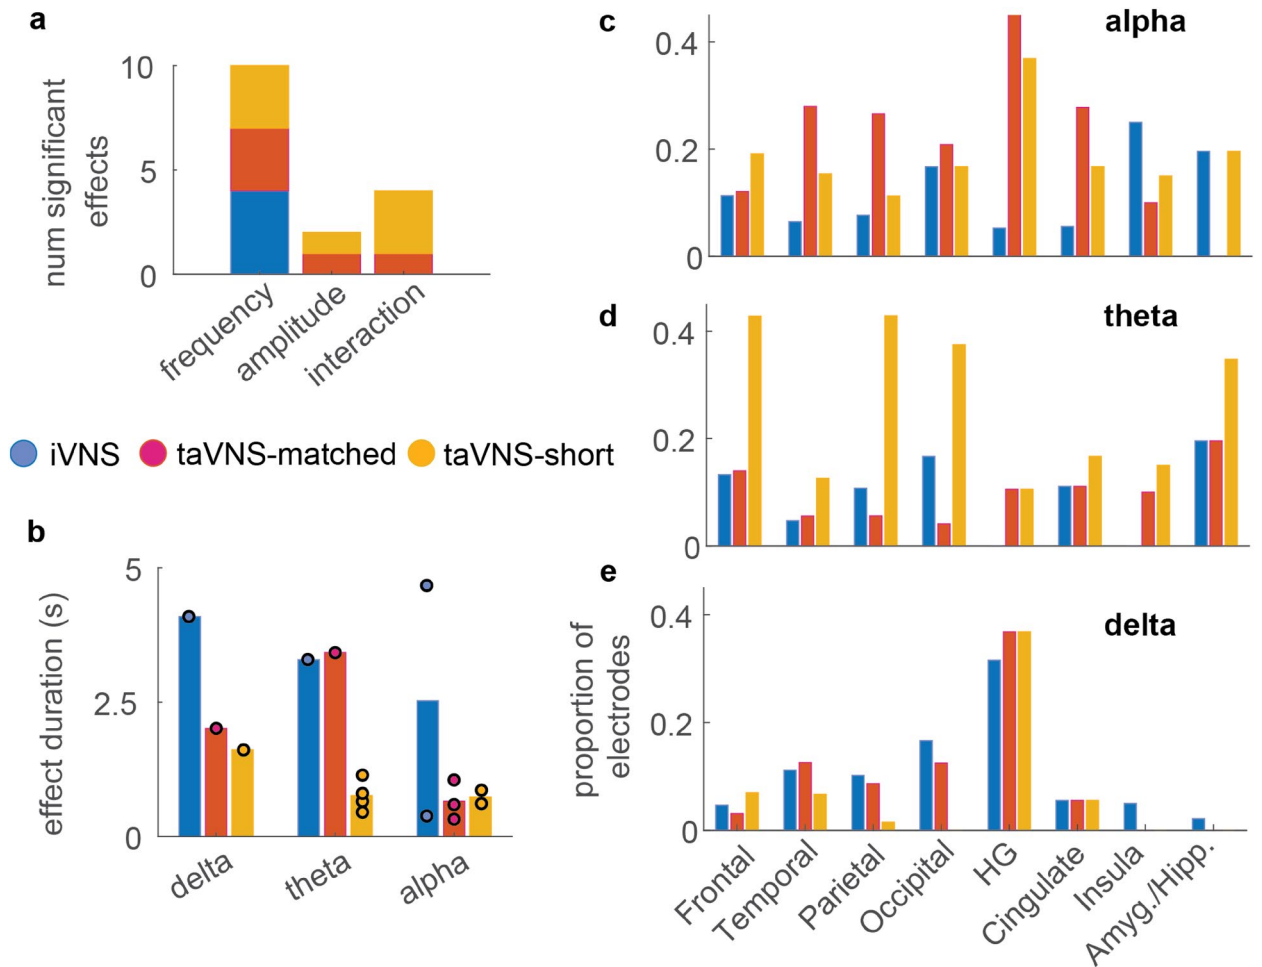 a
num significant
effects
10
5
0
frequency
amplitude
interaction
iVNS
taVNS-matched
taVNS-short
b
effect duration (s)
5
2.5
0
delta
theta
alpha
c
alpha
0.4
0.2
0
d
theta
0.4
0.2
0
e
delta
proportion of
electrodes
0.4
0.2
0
Frontal
Temporal
Parietal
Occipital
HG
Cingulate
Insula
Amyg./Hipp.